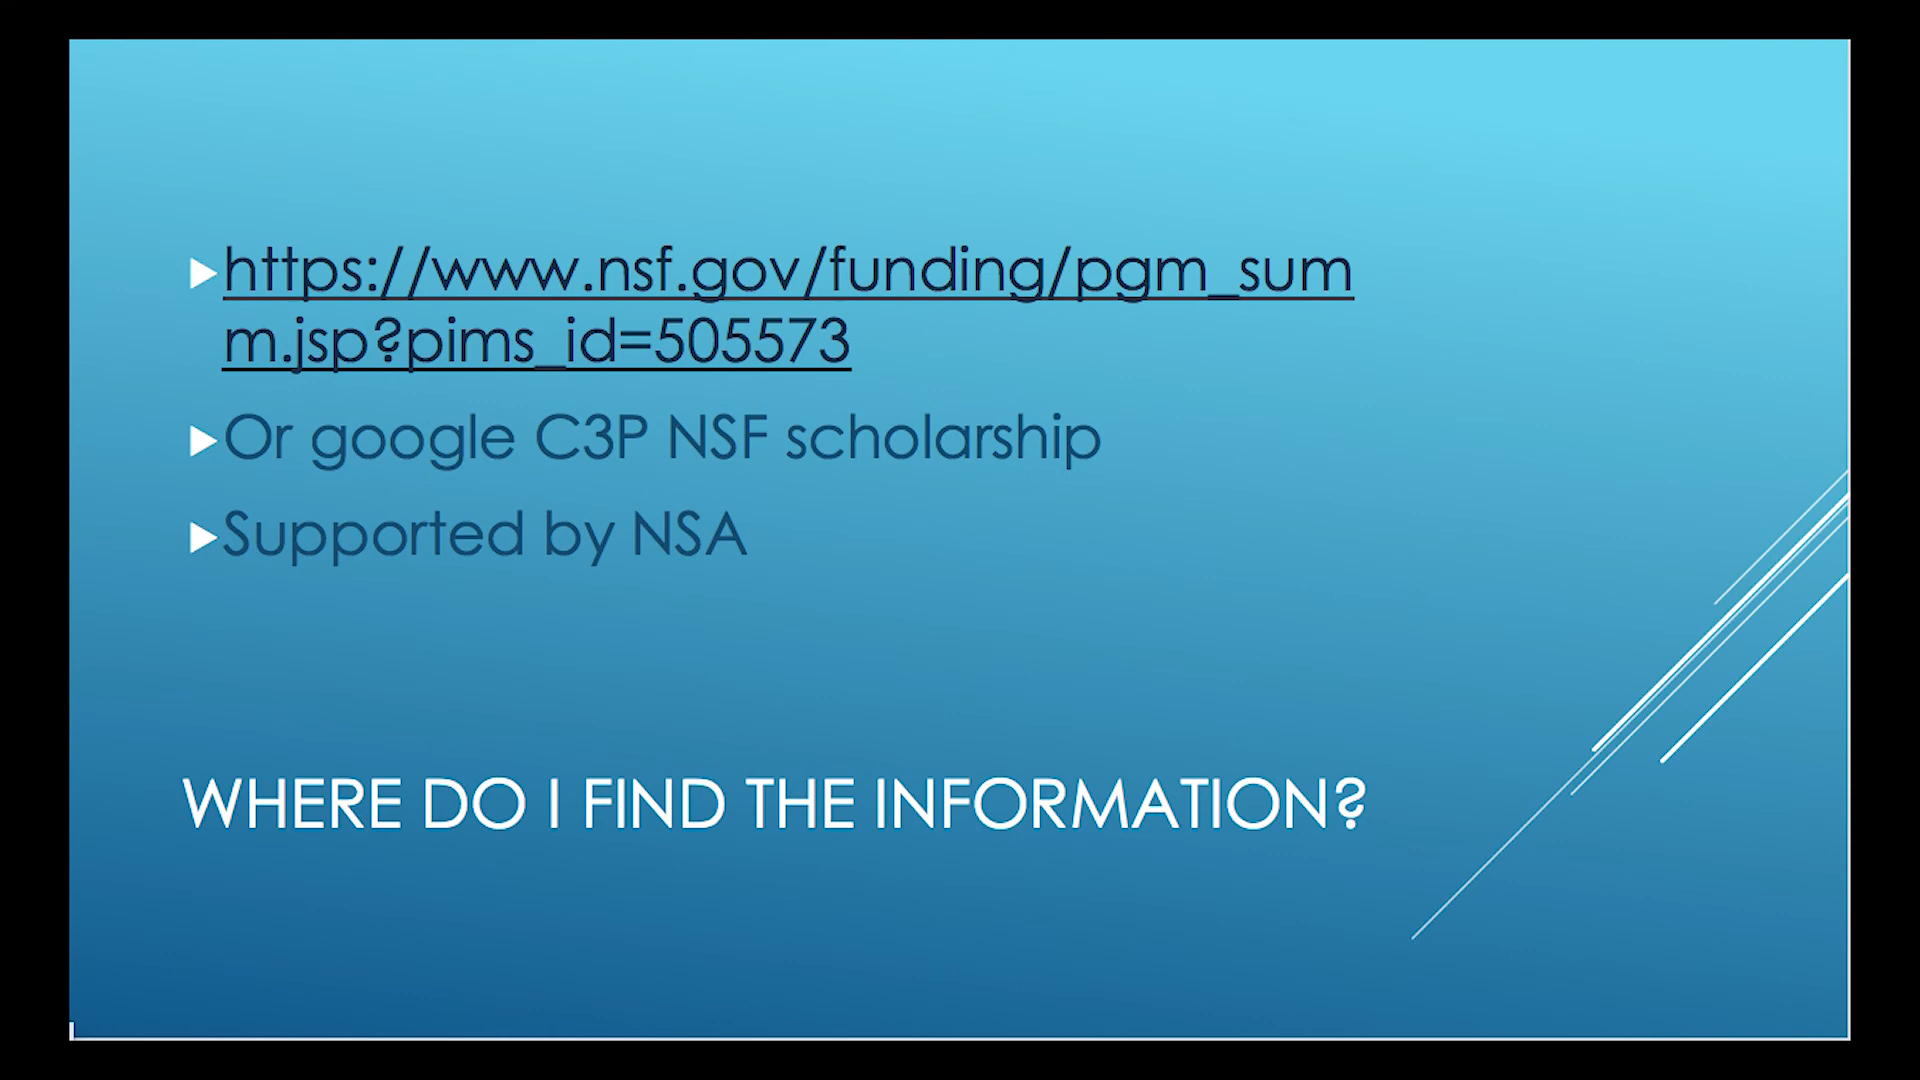 https://www.nsf.gov/funding/pgm_sum
m.jsp?pims_id=505573
Or google C3P NSF scholarship
Supported by NSA
WHERE DO I FIND THE INFORMATION?